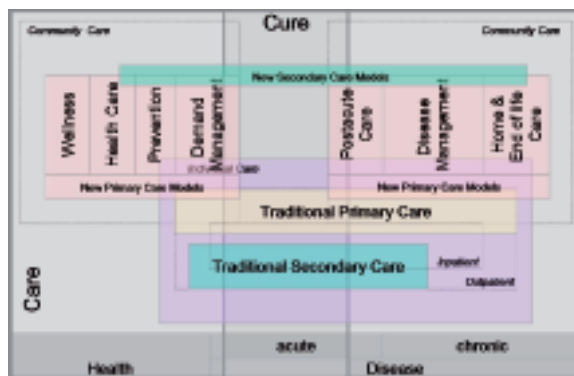 Cure
Community Care
Community Care
New Secondary Care Models
Wellness
Health Care
Prevention
Demand
Management
Postacute
Care
Disease
Management
Home &
End of life
Care
Individual Care
New Primary Care Models
New Primary Care Models
Traditional Primary Care
Traditional Secondary Care
Inpatient
Outpatient
Care
acute
chronic
Health
Disease